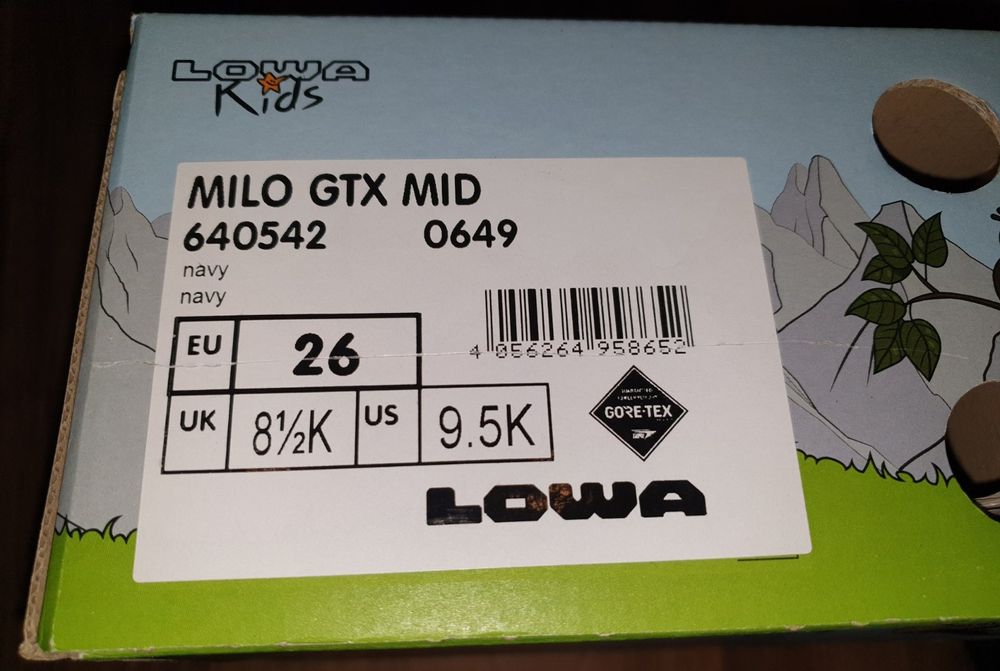 LOWA
Kids
MILO GTX MID
640542 0649
navy
navy
EU 26
4 056264 958652
UK 8½K US 9.5K
GORE-TEX
LOWA